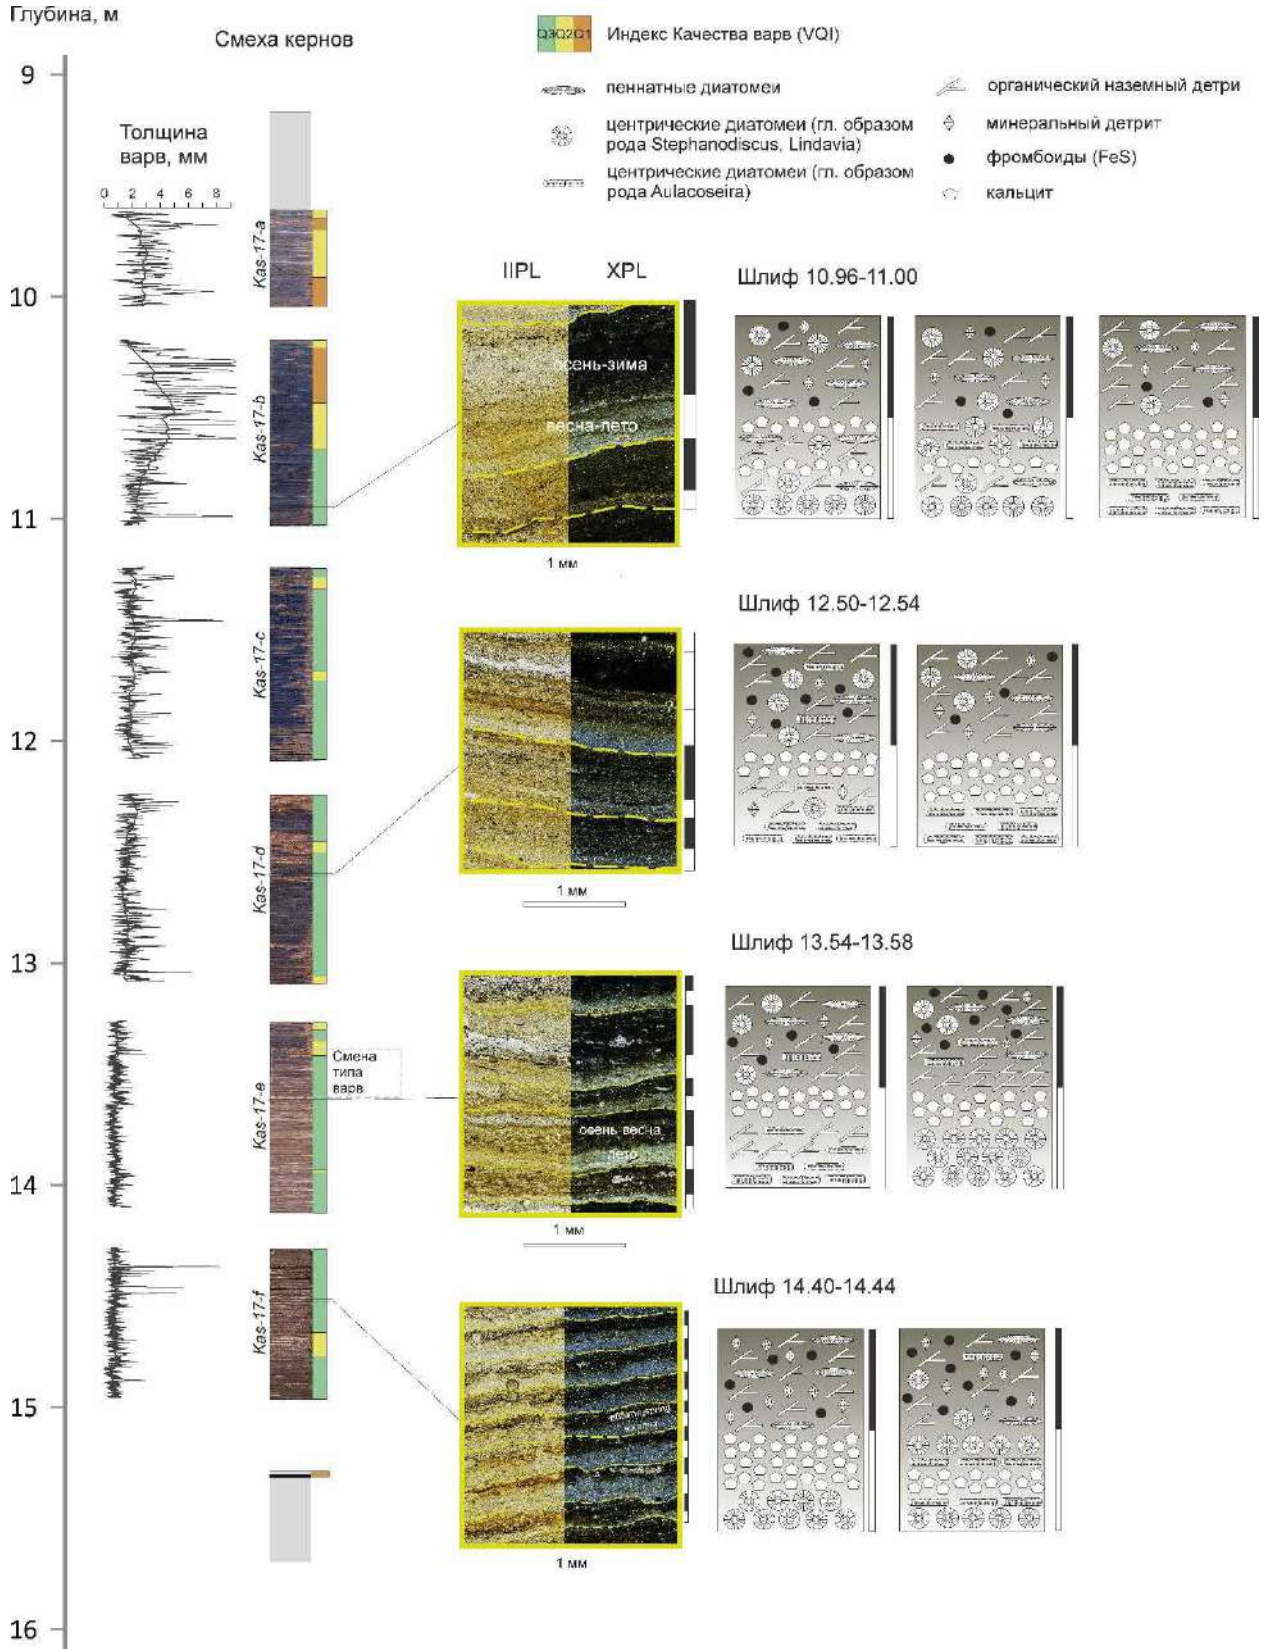 Глубина, м
Смеха кернов
Q3Q2Q1
Индекс Качества варв (VQI)
пеннатные диатомеи
центрические диатомеи (гл. образом
рода Stephanodiscus, Lindavia)
центрические диатомеи (гл. образом
рода Aulacoseira)
органический наземный детри
минеральный детрит
фромбоиды (FeS)
кальцит
Толщина
варв, мм
0 2 4 6 8
9
10
11
12
13
14
15
16
Kas-17-a
Kas-17-b
Kas-17-c
Kas-17-d
Kas-17-e
Kas-17-f
Смена
типа
варв
IIPL
XPL
осень-зима
весна-лето
1 мм
Шлиф 10.96-11.00
?
?
1 мм
Шлиф 12.50-12.54
осень-весна
лето
1 мм
Шлиф 13.54-13.58
1 мм
Шлиф 14.40-14.44